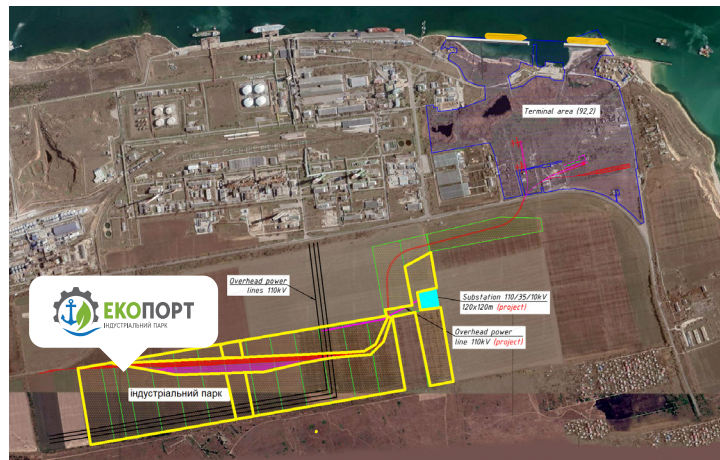 Terminal area (92,2)
Overhead power
lines 110kV
Substation 110/35/10kV
120x120m (project)
Overhead power
line 110kV (project)
ЕКОПОРТ
ІНДУСТРІАЛЬНИЙ ПАРК
індустріальний парк